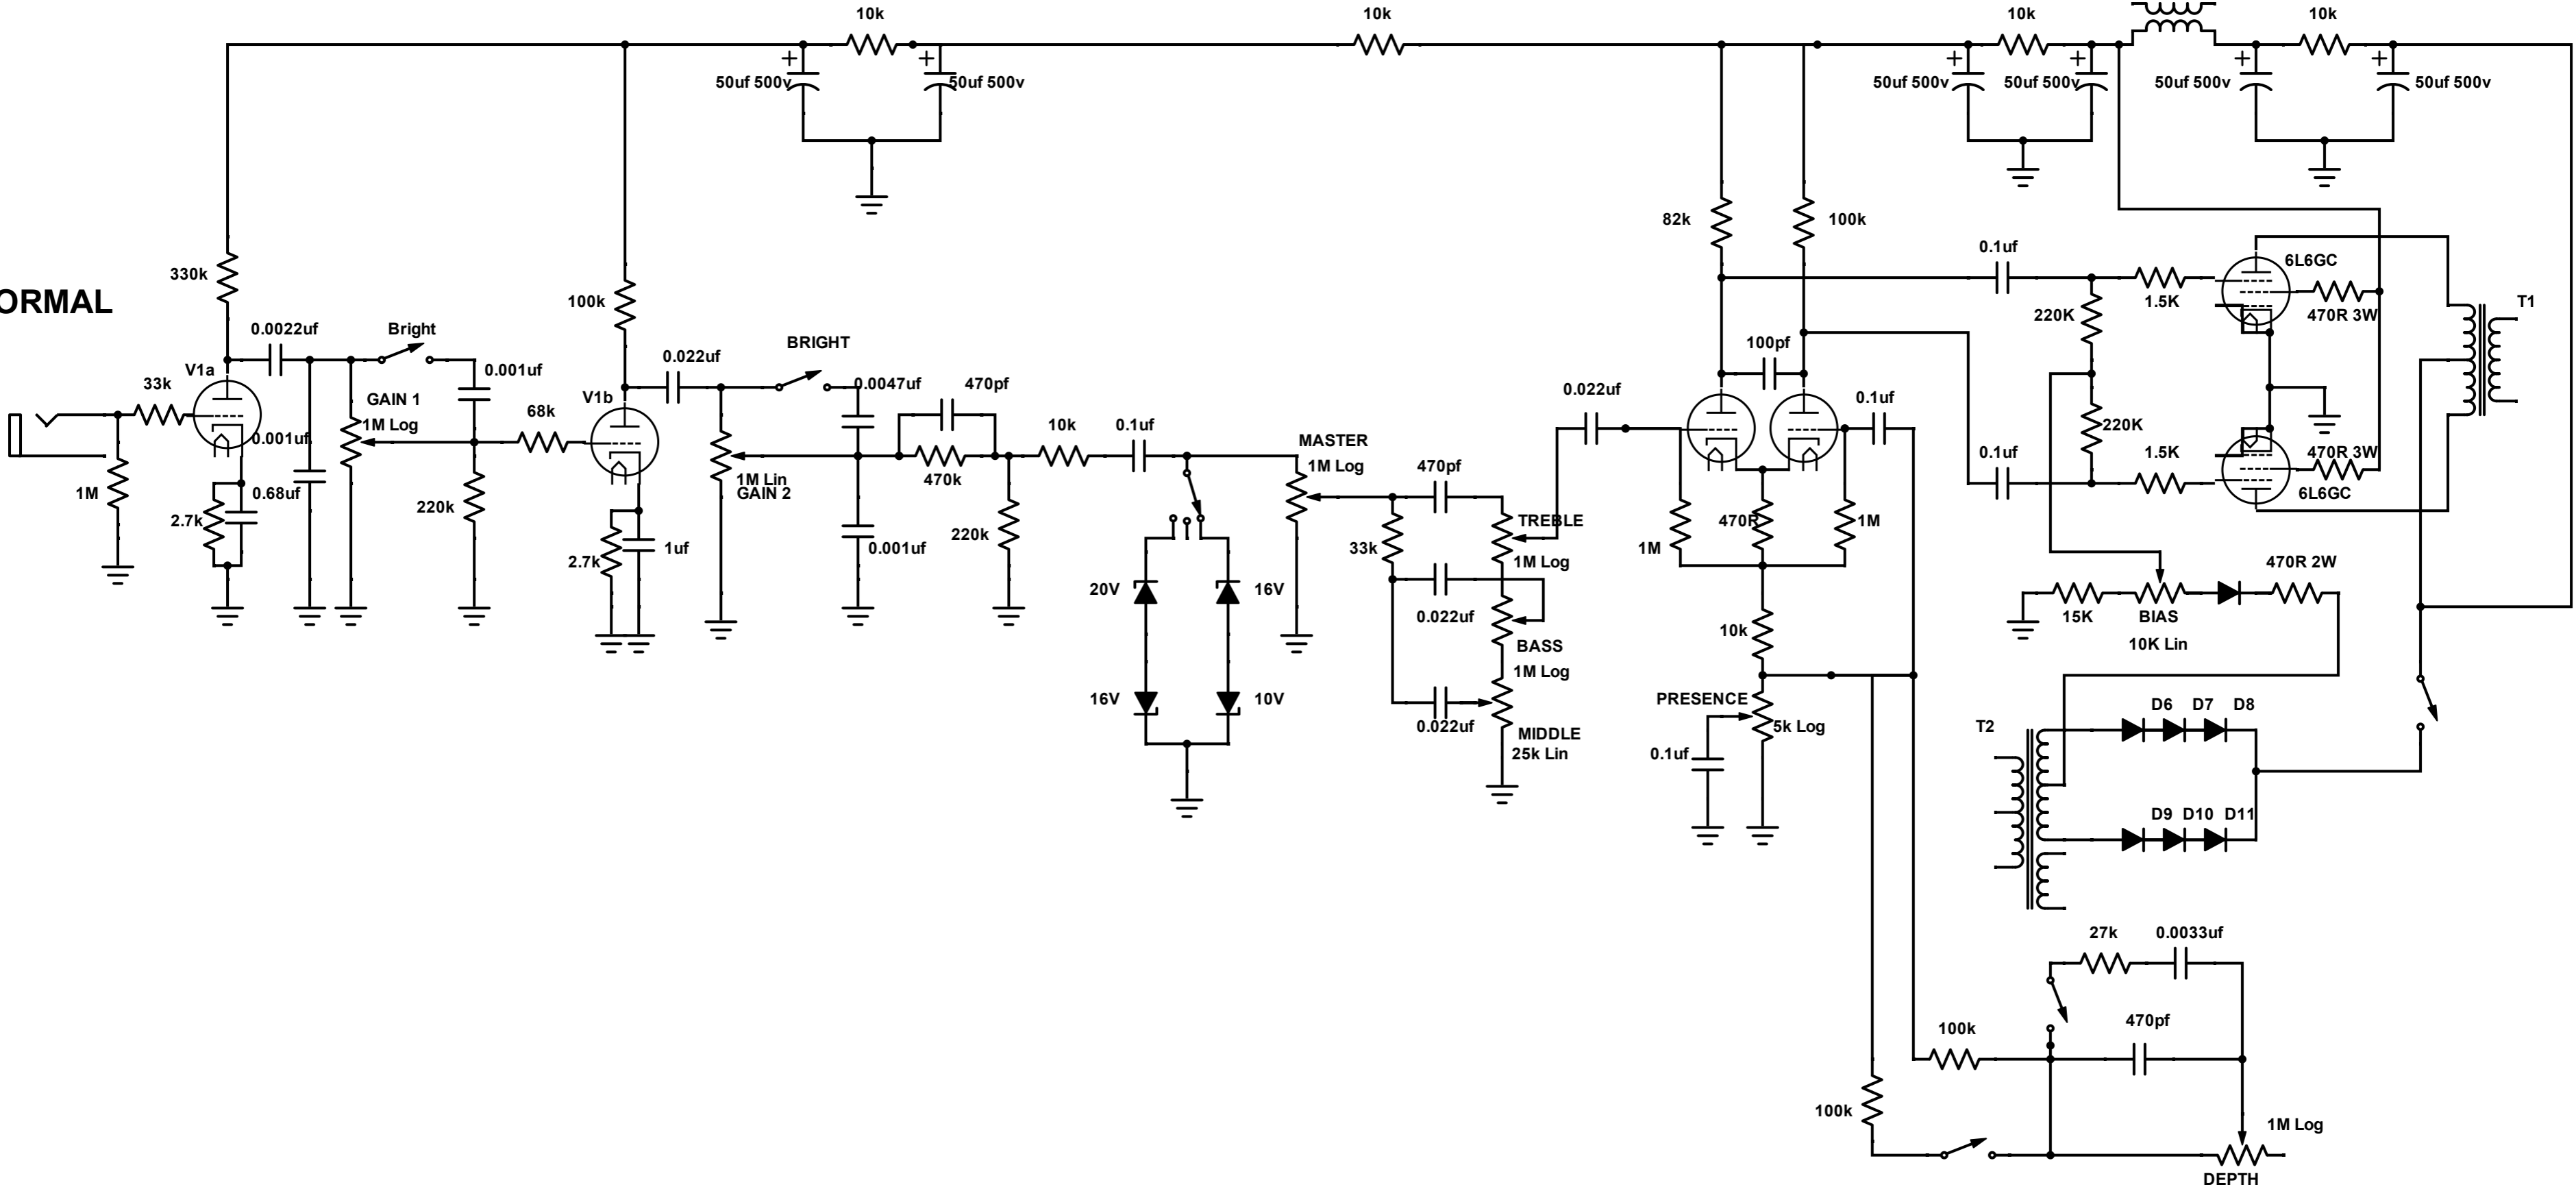 10k
10k
10k
10k
50uf 500v
50uf 500v
50uf 500v
50uf 500v
50uf 500v
50uf 500v
82k
100k
0.1uf
6L6GC
330k
ORMAL
100k
1.5K
470R 3W
T1
220K
0.0022uf
Bright
BRIGHT
100pf
0.022uf
V1a
33k
0.001uf
0.0047uf
470pf
0.022uf
0.1uf
V1b
GAIN 1
1M Log
68k
10k
0.1uf
220K
0.001uf
MASTER
1M Log
0.1uf
1.5K
470R 3W
470pf
6L6GC
1M
0.68uf
1M Lin
GAIN 2
470k
2.7k
220k
TREBLE
470R
1M
220k
33k
1M
1uf
0.001uf
2.7k
1M Log
470R 2W
20V
16V
0.022uf
15K
BIAS
10k
10K Lin
BASS
1M Log
16V
10V
PRESENCE
D6
D7
D8
0.022uf
5k Log
T2
MIDDLE
25k Lin
0.1uf
D9
D10
D11
27k
0.0033uf
100k
470pf
100k
1M Log
DEPTH